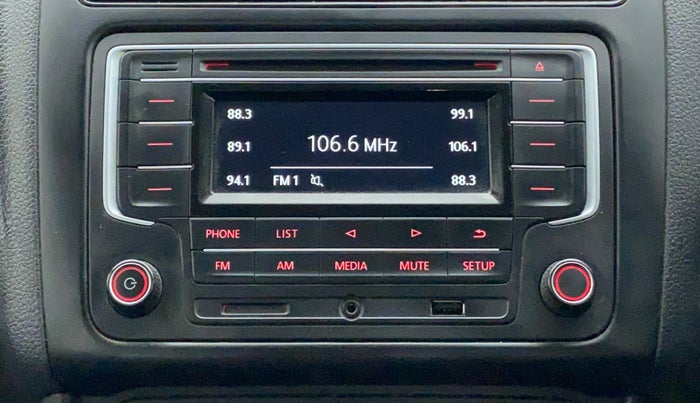 88.3 99.1
89.1 106.6 MHz 106.1
94.1 FM 1 88.3
PHONE LIST
FM AM MEDIA MUTE SETUP